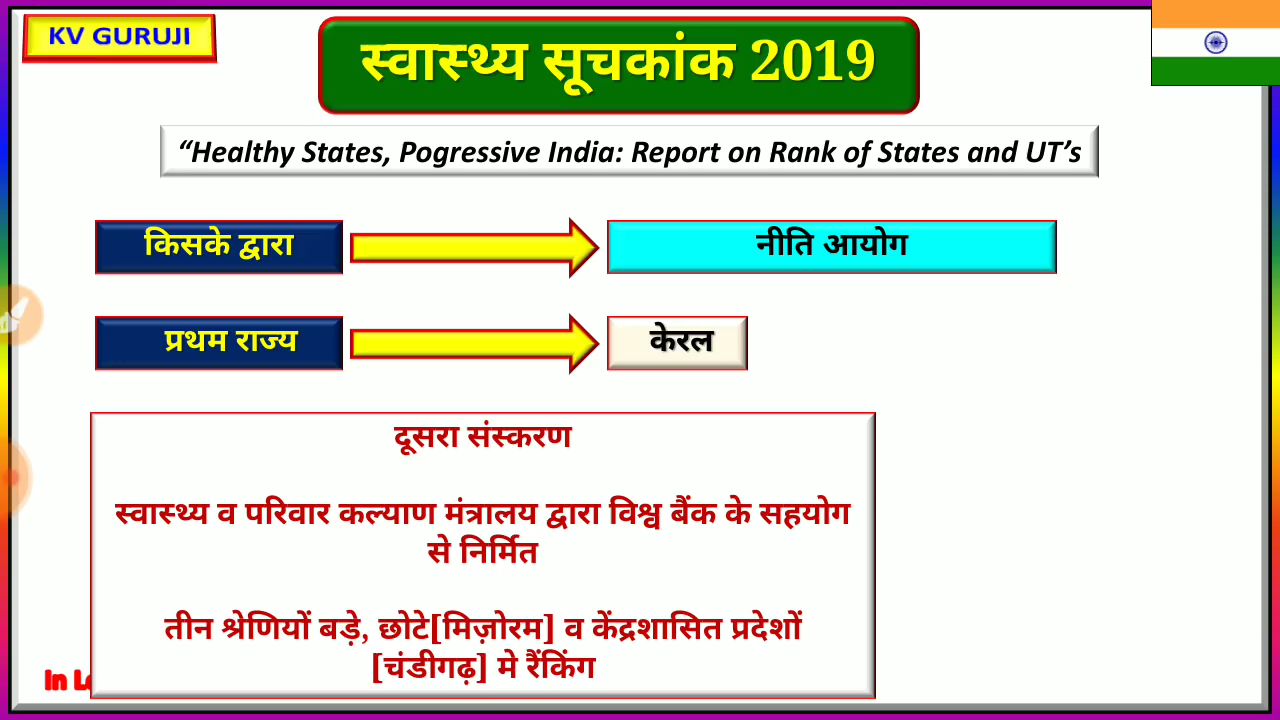 KV GURUJI
स्वास्थ्य सूचकांक 2019
“Healthy States, Pogressive India: Report on Rank of States and UT’s
किसके द्वारा
नीति आयोग
प्रथम राज्य
केरल
दूसरा संस्करण
स्वास्थ्य व परिवार कल्याण मंत्रालय द्वारा विश्व बैंक के सहयोग
से निर्मित
तीन श्रेणियों बड़े, छोटे[मिज़ोरम] व केंद्रशासित प्रदेशों
[चंडीगढ़] मे रैंकिंग
In